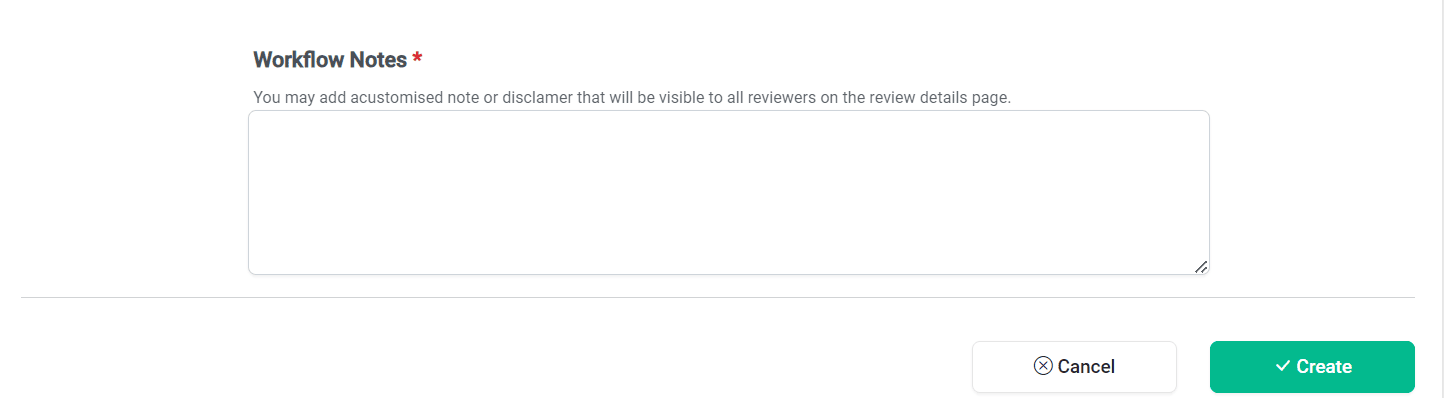 Workflow Notes *
You may add acustomised note or disclamer that will be visible to all reviewers on the review details page.
Cancel
Create